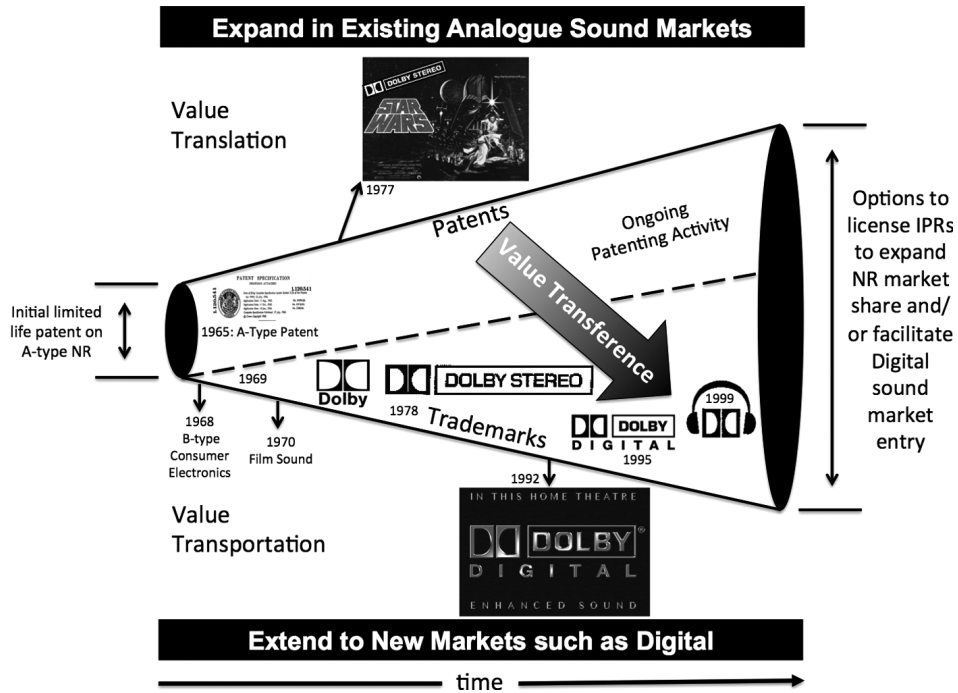 Expand in Existing Analogue Sound Markets
Value
Translation
DOLBY STEREO
STAR
WARS
1977
Patents
Ongoing
Patenting Activity
Value Transference
Options to
license IPRs
to expand
NR market
share and/
or facilitate
Digital
sound
market
entry
Initial limited
life patent on
A-type NR
PATENT SPECIFICATION
1,120,541
1965: A-Type Patent
1969
Dolby
DOLBY STEREO
1978
Trademarks
DOLBY
DIGITAL
1995
1999
1968
B-type
Consumer
Electronics
1970
Film Sound
1992
Value
Transportation
IN THIS HOME THEATRE
DOLBY®
DIGITAL
ENHANCED SOUND
Extend to New Markets such as Digital
time